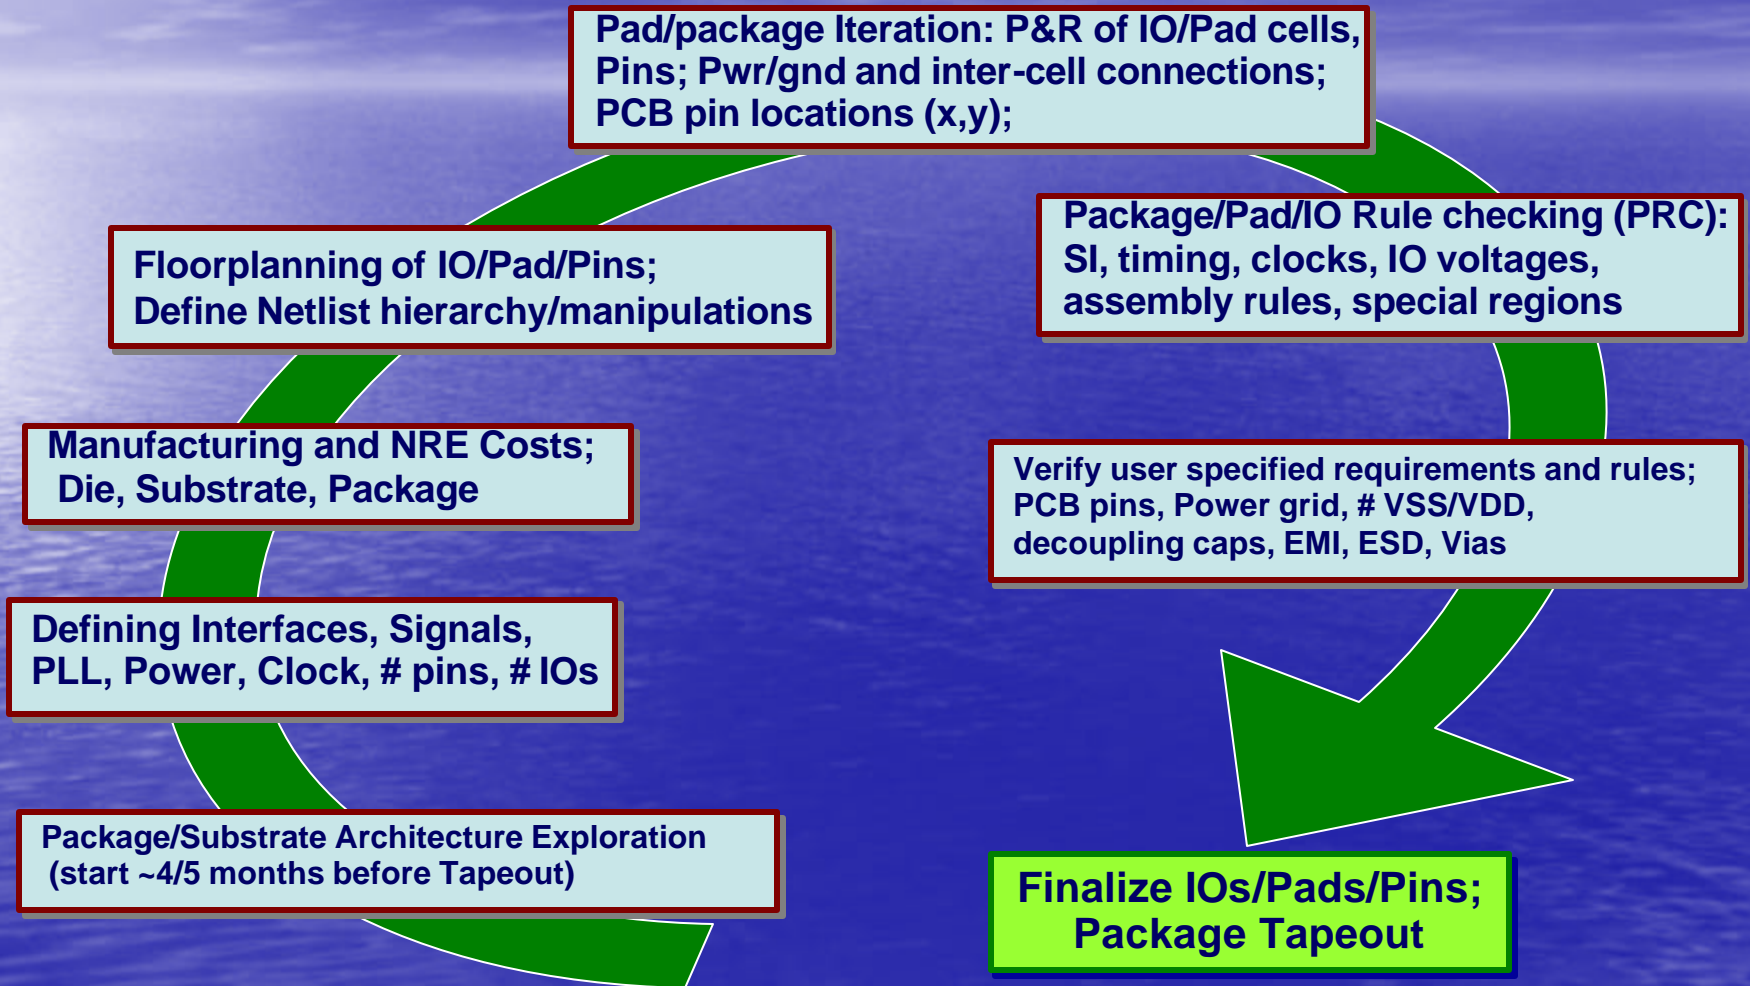 Pad/package Iteration: P&R of IO/Pad cells,
Pins; Pwr/gnd and inter-cell connections;
PCB pin locations (x,y);
Package/Pad/IO Rule checking (PRC):
SI, timing, clocks, IO voltages,
assembly rules, special regions
Floorplanning of IO/Pad/Pins;
Define Netlist hierarchy/manipulations
Manufacturing and NRE Costs;
Die, Substrate, Package
Verify user specified requirements and rules;
PCB pins, Power grid, # VSS/VDD,
decoupling caps, EMI, ESD, Vias
Defining Interfaces, Signals,
PLL, Power, Clock, # pins, # IOs
Package/Substrate Architecture Exploration
(start ~4/5 months before Tapeout)
Finalize IOs/Pads/Pins;
Package Tapeout